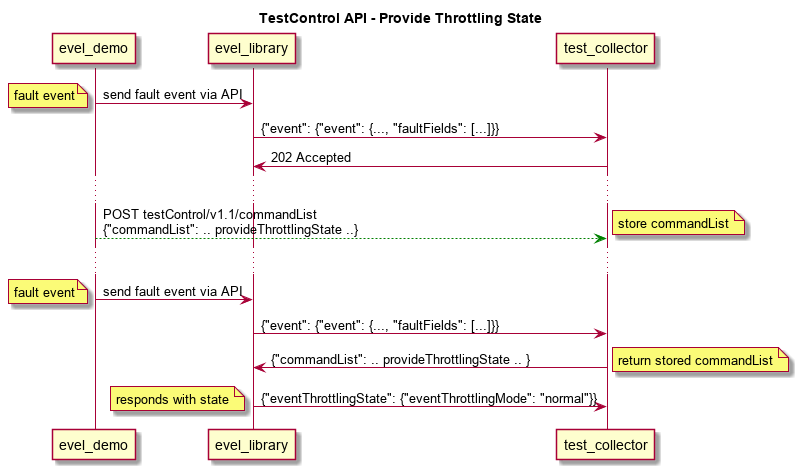 TestControl API - Provide Throttling State
evel_demo
evel_library
test_collector
fault event
send fault event via API
{"event": {"event": {..., "faultFields": [...]}}
202 Accepted
POST testControl/v1.1/commandList
{"commandList": .. provideThrottlingState ..}
store commandList
fault event
send fault event via API
{"event": {"event": {..., "faultFields": [...]}}
{"commandList": .. provideThrottlingState .. }
return stored commandList
responds with state
{"eventThrottlingState": {"eventThrottlingMode": "normal"}}
evel_demo
evel_library
test_collector